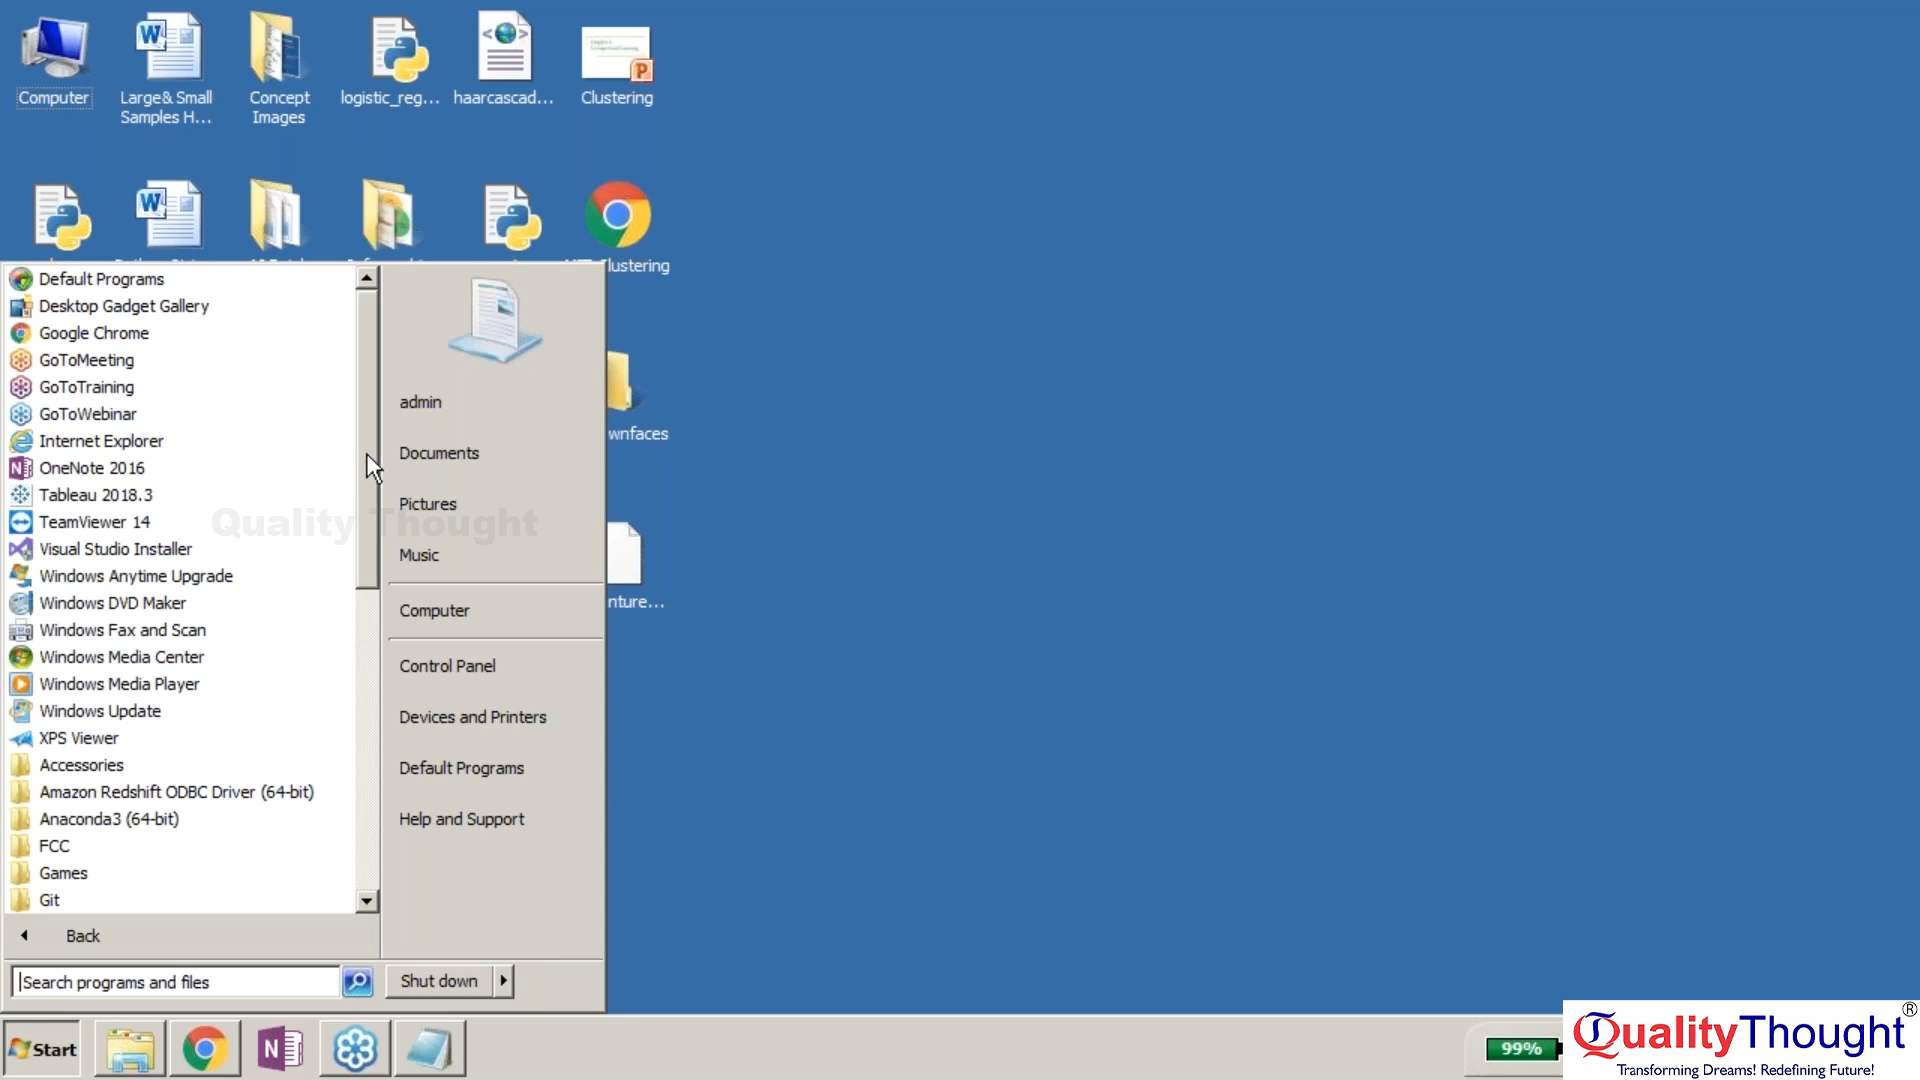 Computer
Large& Small
Samples H...
Concept
Images
logistic_reg...
haarcascad...
Clustering
lustering
wnfaces
nture...
Default Programs
Desktop Gadget Gallery
Google Chrome
GoToMeeting
GoToTraining
GoToWebinar
Internet Explorer
OneNote 2016
Tableau 2018.3
TeamViewer 14
Visual Studio Installer
Windows Anytime Upgrade
Windows DVD Maker
Windows Fax and Scan
Windows Media Center
Windows Media Player
Windows Update
XPS Viewer
Accessories
Amazon Redshift ODBC Driver (64-bit)
Anaconda3 (64-bit)
FCC
Games
Git
Back
Search programs and files
admin
Documents
Pictures
Music
Computer
Control Panel
Devices and Printers
Default Programs
Help and Support
Shut down
Quality Thought
Start
99%
QualityThought®
Transforming Dreams! Redefining Future!